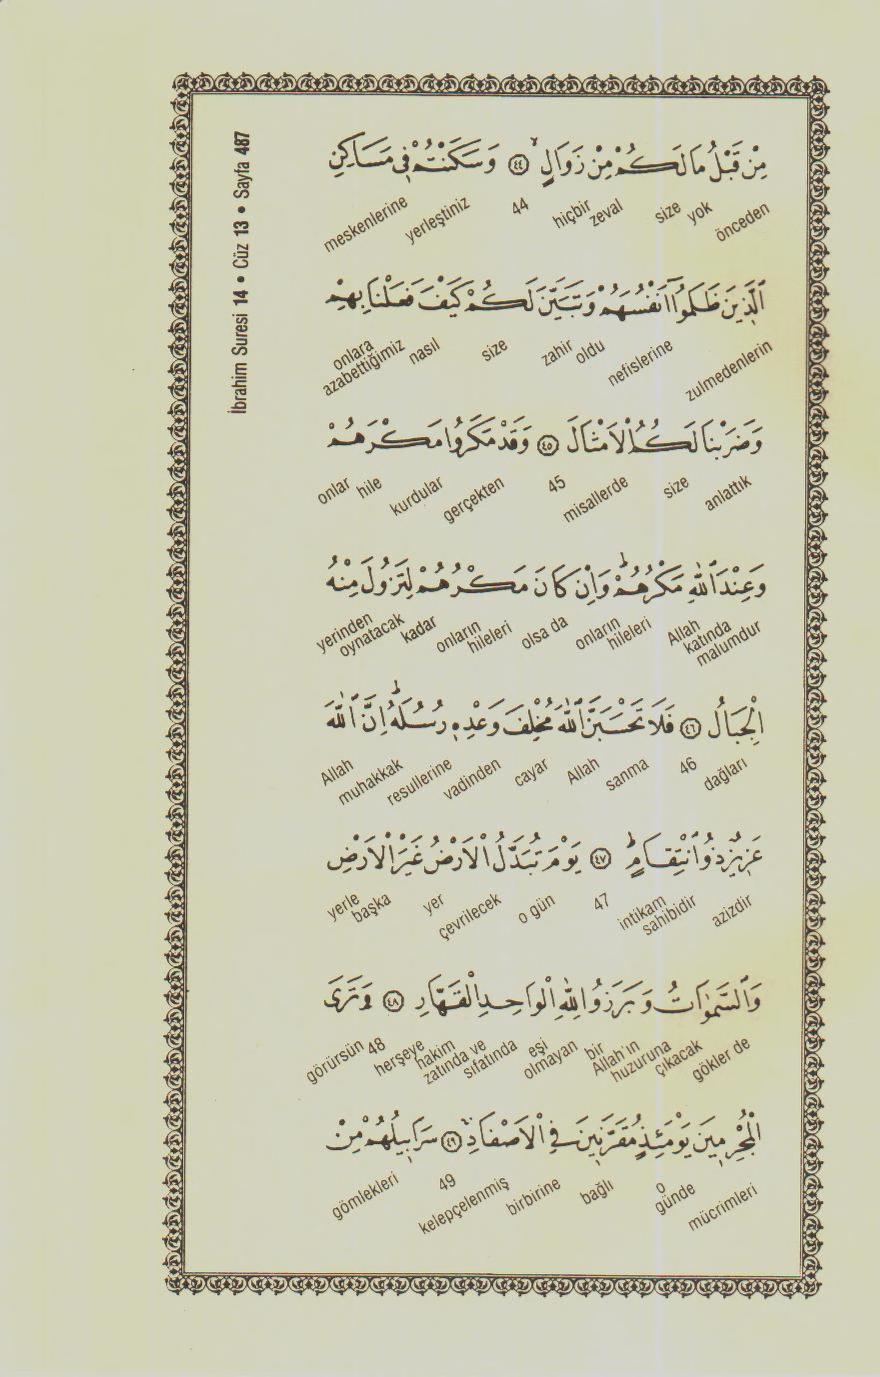 İbrahim Suresi 14 • Cüz 13 • Sayfa 487
مِنْ قَبْلُ مَا لَكُمْ مِنْ زَوَالٍۙ ﴿٤٤﴾ وَسَكَنْتُمْ ف۪ي مَسَاكِنِ
önceden yok size zeval hiçbir 44 yerleştiniz meskenlerine
الَّذ۪ينَ ظَلَمُٓوا اَنْفُسَهُمْ وَتَبَيَّنَ لَكُمْ كَيْفَ فَعَلْنَا بِهِمْ
zulmedenlerin nefislerine oldu zahir size nasıl azabettiğimiz onlara
وَضَرَبْنَا لَكُمُ الْاَمْثَالَ ﴿٤٥﴾ وَقَدْ مَكَرُوا مَكْرَهُمْ
anlattık size misallerde 45 gerçekten kurdular hile onlar
وَعِنْدَ اللّٰهِ مَكْرُهُمْۜ وَاِنْ كَانَ مَكْرُهُمْ لِتَزُولَ مِنْهُ
Allah katında malumdur onların hileleri olsa da onların hileleri kadar yerinden oynatacak
الْجِبَالُ ﴿٤٦﴾ فَلَا تَحْسَبَنَّ اللّٰهَ مُخْلِفَ وَعْدِه۪ رُسُلَهُۜ اِنَّ اللّٰهَ
dağları 46 sanma Allah cayar vadinden resullerine muhakkak Allah
عَز۪يزٌ ذُو انْتِقَامٍۜ ﴿٤٧﴾ يَوْمَ تُبَدَّلُ الْاَرْضُ غَيْرَ الْاَرْضِ
azizdir intikam sahibidir 47 o gün çevrilecek yer başka yerle
وَالسَّمٰوَاتُ وَبَرَزُوا لِلّٰهِ الْوَاحِدِ الْقَهَّارِ ﴿٤٨﴾ وَتَرَى
gökler de çıkacak huzuruna Allah'ın bir olmayan eşi sıfatında zatında ve hakim herşeye 48 görürsün
الْمُجْرِم۪ينَ يَوْمَئِذٍ مُقَرَّن۪ينَ فِي الْاَصْفَادِۚ ﴿٤٩﴾ سَرَاب۪يلُهُمْ مِنْ
mücrimleri o günde bağlı birbirine kelepçelenmiş 49 gömlekleri